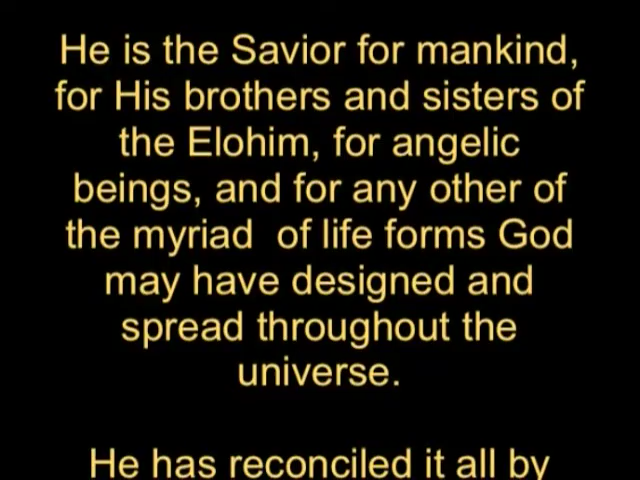 He is the Savior for mankind,
for His brothers and sisters of
the Elohim, for angelic
beings, and for any other of
the myriad  of life forms God
may have designed and
spread throughout the
universe.
He has reconciled it all by